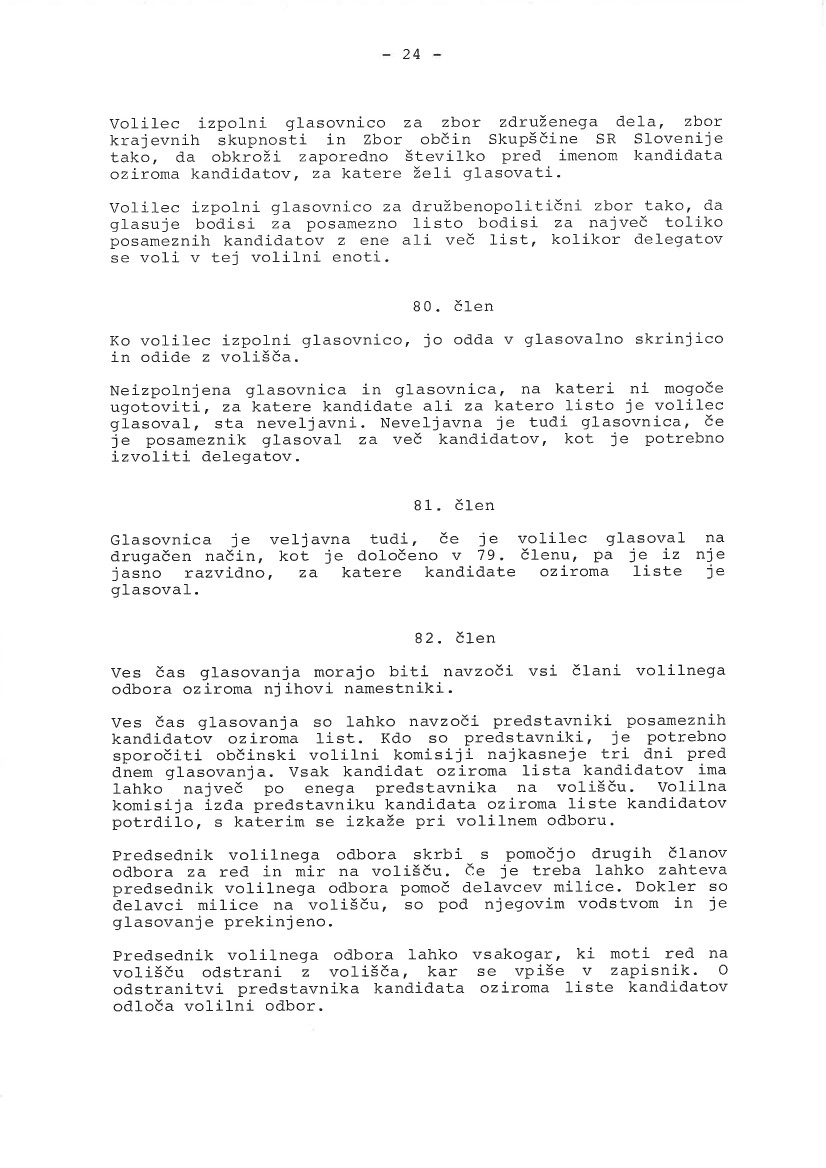 - 24 -
Volilec izpolni glasovnico za zbor združenega dela, zbor
krajevnih skupnosti in Zbor občin Skupščine SR Slovenije
tako, da obkroži zaporedno številko pred imenom kandidata
oziroma kandidatov, za katere želi glasovati.
Volilec izpolni glasovnico za družbenopolitični zbor tako, da
glasuje bodisi za posamezno listo bodisi za največ toliko
posameznih kandidatov z ene ali več list, kolikor delegatov
se voli v tej volilni enoti.
80. člen
Ko volilec izpolni glasovnico, jo odda v glasovalno skrinjico
in odide z volišča.
Neizpolnjena glasovnica in glasovnica, na kateri ni mogoče
ugotoviti, za katere kandidate ali za katero listo je volilec
glasoval, sta neveljavni. Neveljavna je tudi glasovnica, če
je posameznik glasoval za več kandidatov, kot je potrebno
izvoliti delegatov.
81. člen
Glasovnica je veljavna tudi, če je volilec glasoval na
drugačen način, kot je določeno v 79. členu, pa je iz nje
jasno razvidno, za katere kandidate oziroma liste je
glasoval.
82. člen
Ves čas glasovanja morajo biti navzoči vsi člani volilnega
odbora oziroma njihovi namestniki.
Ves čas glasovanja so lahko navzoči predstavniki posameznih
kandidatov oziroma list. Kdo so predstavniki, je potrebno
sporočiti občinski volilni komisiji najkasneje tri dni pred
dnem glasovanja. Vsak kandidat oziroma lista kandidatov ima
lahko največ po enega predstavnika na volišču. Volilna
komisija izda predstavniku kandidata oziroma liste kandidatov
potrdilo, s katerim se izkaže pri volilnem odboru.
Predsednik volilnega odbora skrbi s pomočjo drugih članov
odbora za red in mir na volišču. Če je treba lahko zahteva
predsednik volilnega odbora pomoč delavcev milice. Dokler so
delavci milice na volišču, so pod njegovim vodstvom in je
glasovanje prekinjeno.
Predsednik volilnega odbora lahko vsakogar, ki moti red na
volišču odstrani z volišča, kar se vpiše v zapisnik. O
odstranitvi predstavnika kandidata oziroma liste kandidatov
odloča volilni odbor.